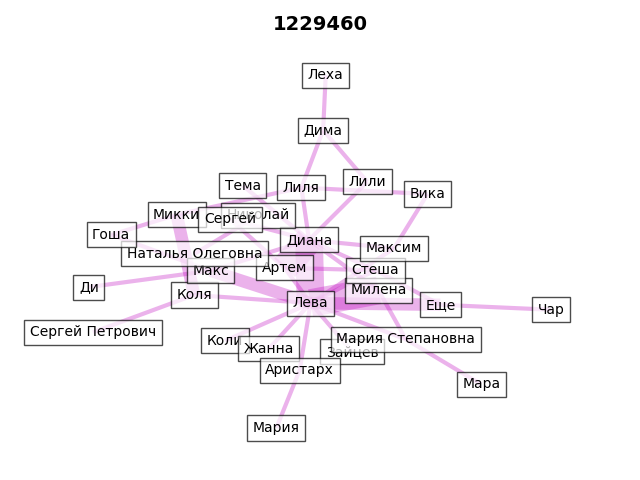 1229460
Леха
Дима
Лили
Тема
Лиля
Вика
Микки
Николай
Сергей
Гоша
Диана
Максим
Наталья Олеговна
Артем
Стеша
Макс
Ди
Милена
Коля
Лева
Еще
Чар
Сергей Петрович
Мария Степановна
Коли
Жанна
Зайцев
Аристарх
Мара
Мария